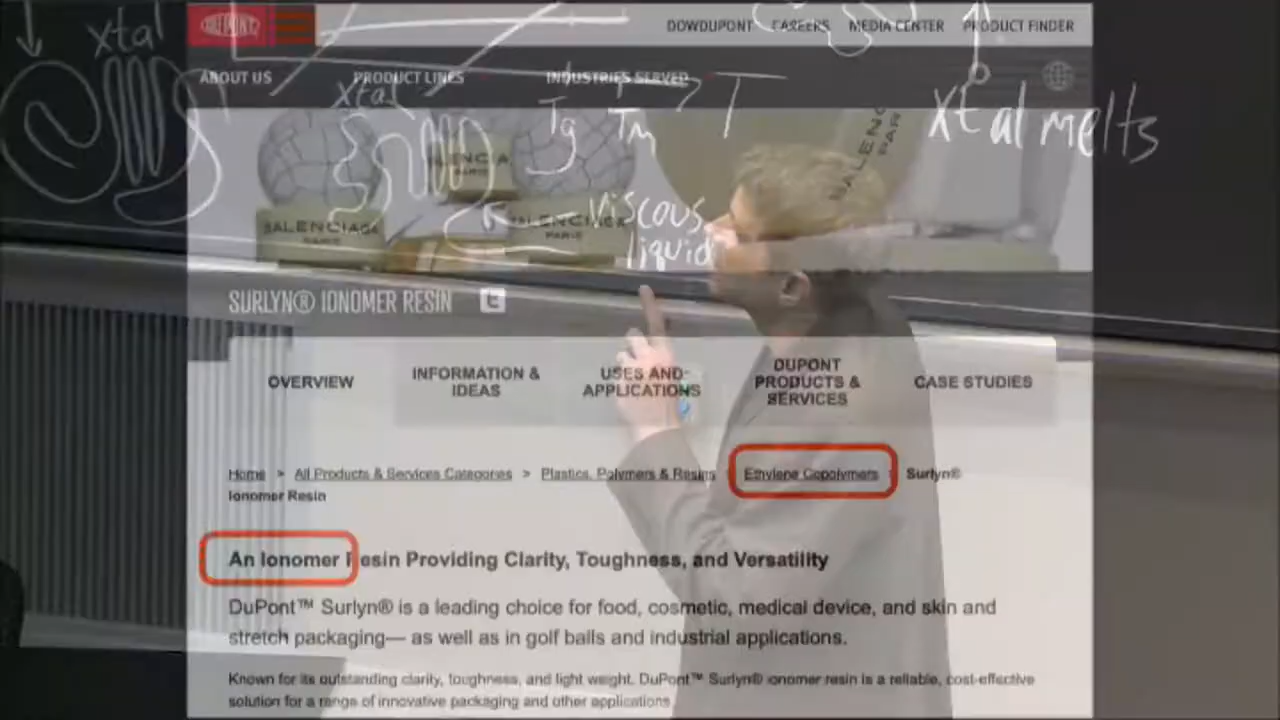 DU PONT
DOWDUPONT CAREERS MEDIA CENTER PRODUCT FINDER
xtal
ABOUT US PRODUCT LINES INDUSTRIES SERVED
xtal
Tg Tm T
xtal melts
BALENCIAGA
PARIS
BALENCIAGA
PARIS
viscous
liquid
SURLYN® IONOMER RESIN
OVERVIEW
INFORMATION &
IDEAS
USES AND
APPLICATIONS
DUPONT
PRODUCTS &
SERVICES
CASE STUDIES
Home > All Products & Services Categories > Plastics, Polymers & Resins Ethylene Copolymers Surlyn®
Ionomer Resin
An Ionomer Resin Providing Clarity, Toughness, and Versatility
DuPont™ Surlyn® is a leading choice for food, cosmetic, medical device, and skin and
stretch packaging— as well as in golf balls and industrial applications.
Known for its outstanding clarity, toughness, and light weight. DuPont™ Surlyn® ionomer resin is a reliable, cost-effective
solution for a range of innovative packaging and other applications.